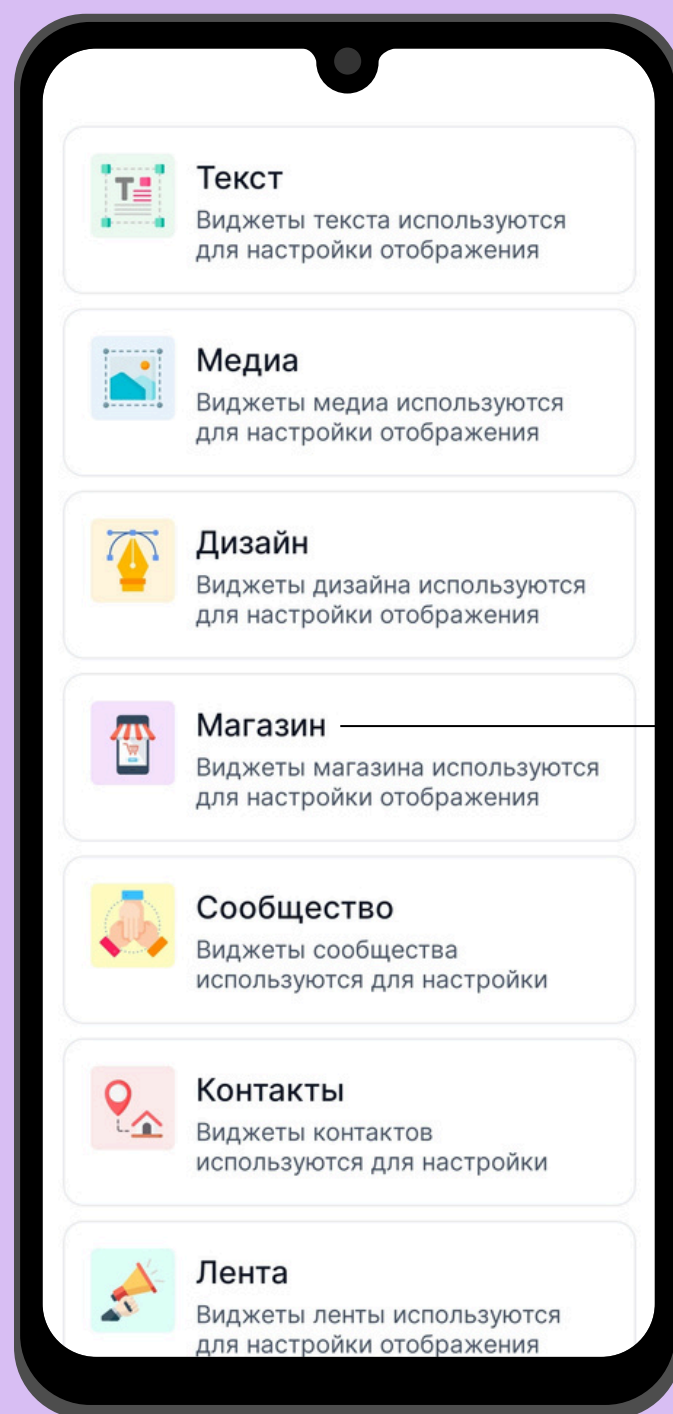 Текст
Виджеты текста используются
для настройки отображения
Медиа
Виджеты медиа используются
для настройки отображения
Дизайн
Виджеты дизайна используются
для настройки отображения
Магазин
Виджеты магазина используются
для настройки отображения
Сообщество
Виджеты сообщества
используются для настройки
Контакты
Виджеты контактов
используются для настройки
Лента
Виджеты ленты используются
для настройки отображения